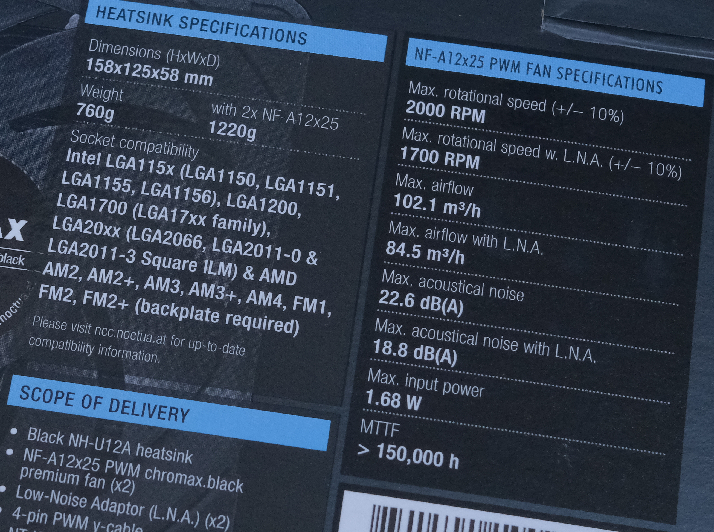 HEATSINK SPECIFICATIONS
Dimensions (HxWxD)
158x125x58 mm
Weight
760g
with 2x NF-A12x25
1220g
Socket compatibility
Intel LGA115x (LGA1150, LGA1151,
LGA1155, LGA1156), LGA1200,
LGA1700 (LGA17xx family),
LGA20xx (LGA2066, LGA2011-0 &
LGA2011-3 Square ILM) & AMD
AM2, AM2+, AM3, AM3+, AM4, FM1,
FM2, FM2+ (backplate required)
Please visit ncc.noctua.at for up-to-date
compatibility information.
SCOPE OF DELIVERY
• Black NH-U12A heatsink
• NF-A12x25 PWM chromax.black
premium fan (x2)
• Low-Noise Adaptor (L.N.A.) (x2)
• 4-pin PWM y-cable
NF-A12x25 PWM FAN SPECIFICATIONS
Max. rotational speed (+/− 10%)
2000 RPM
Max. rotational speed w. L.N.A. (+/− 10%)
1700 RPM
Max. airflow
102.1 m³/h
Max. airflow with L.N.A.
84.5 m³/h
Max. acoustical noise
22.6 dB(A)
Max. acoustical noise with L.N.A.
18.8 dB(A)
Max. input power
1.68 W
MTTF
> 150,000 h